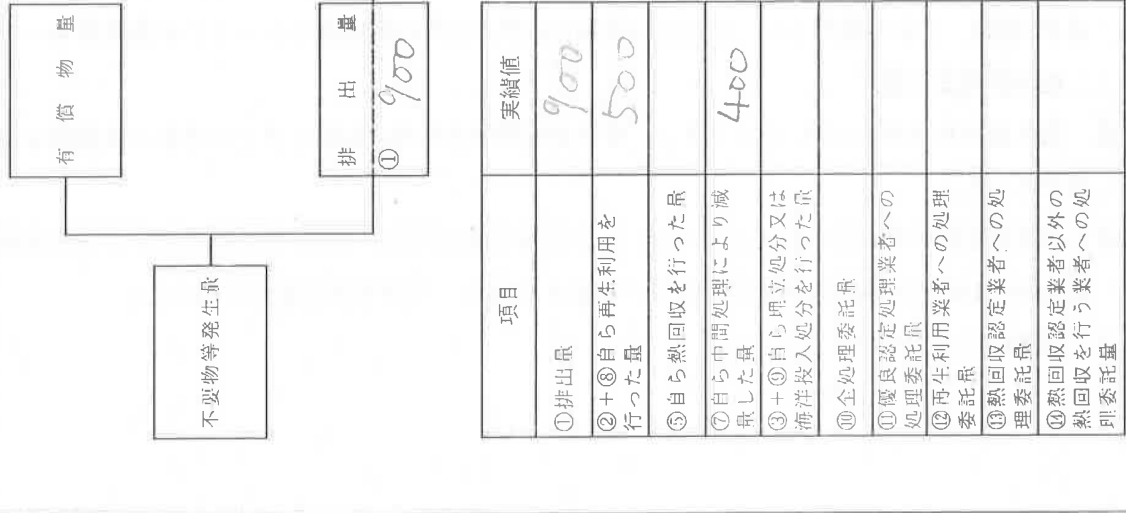 有償物量
排出量
① 900
不要物等発生量
項目 実績値
①排出量 900
②+⑧自ら再生利用を
行った量 500
⑤自ら熱回収を行った量
⑦自ら中間処理により減
量した量 400
③+⑨自ら埋立処分又は
海洋投入処分を行った量
⑩全処理委託量
⑪優良認定処理業者への
処理委託量
⑫再生利用業者への処理
委託量
⑬熱回収認定業者への処
理委託量
⑭熱回収認定業者以外の
熱回収を行う業者への処
理委託量